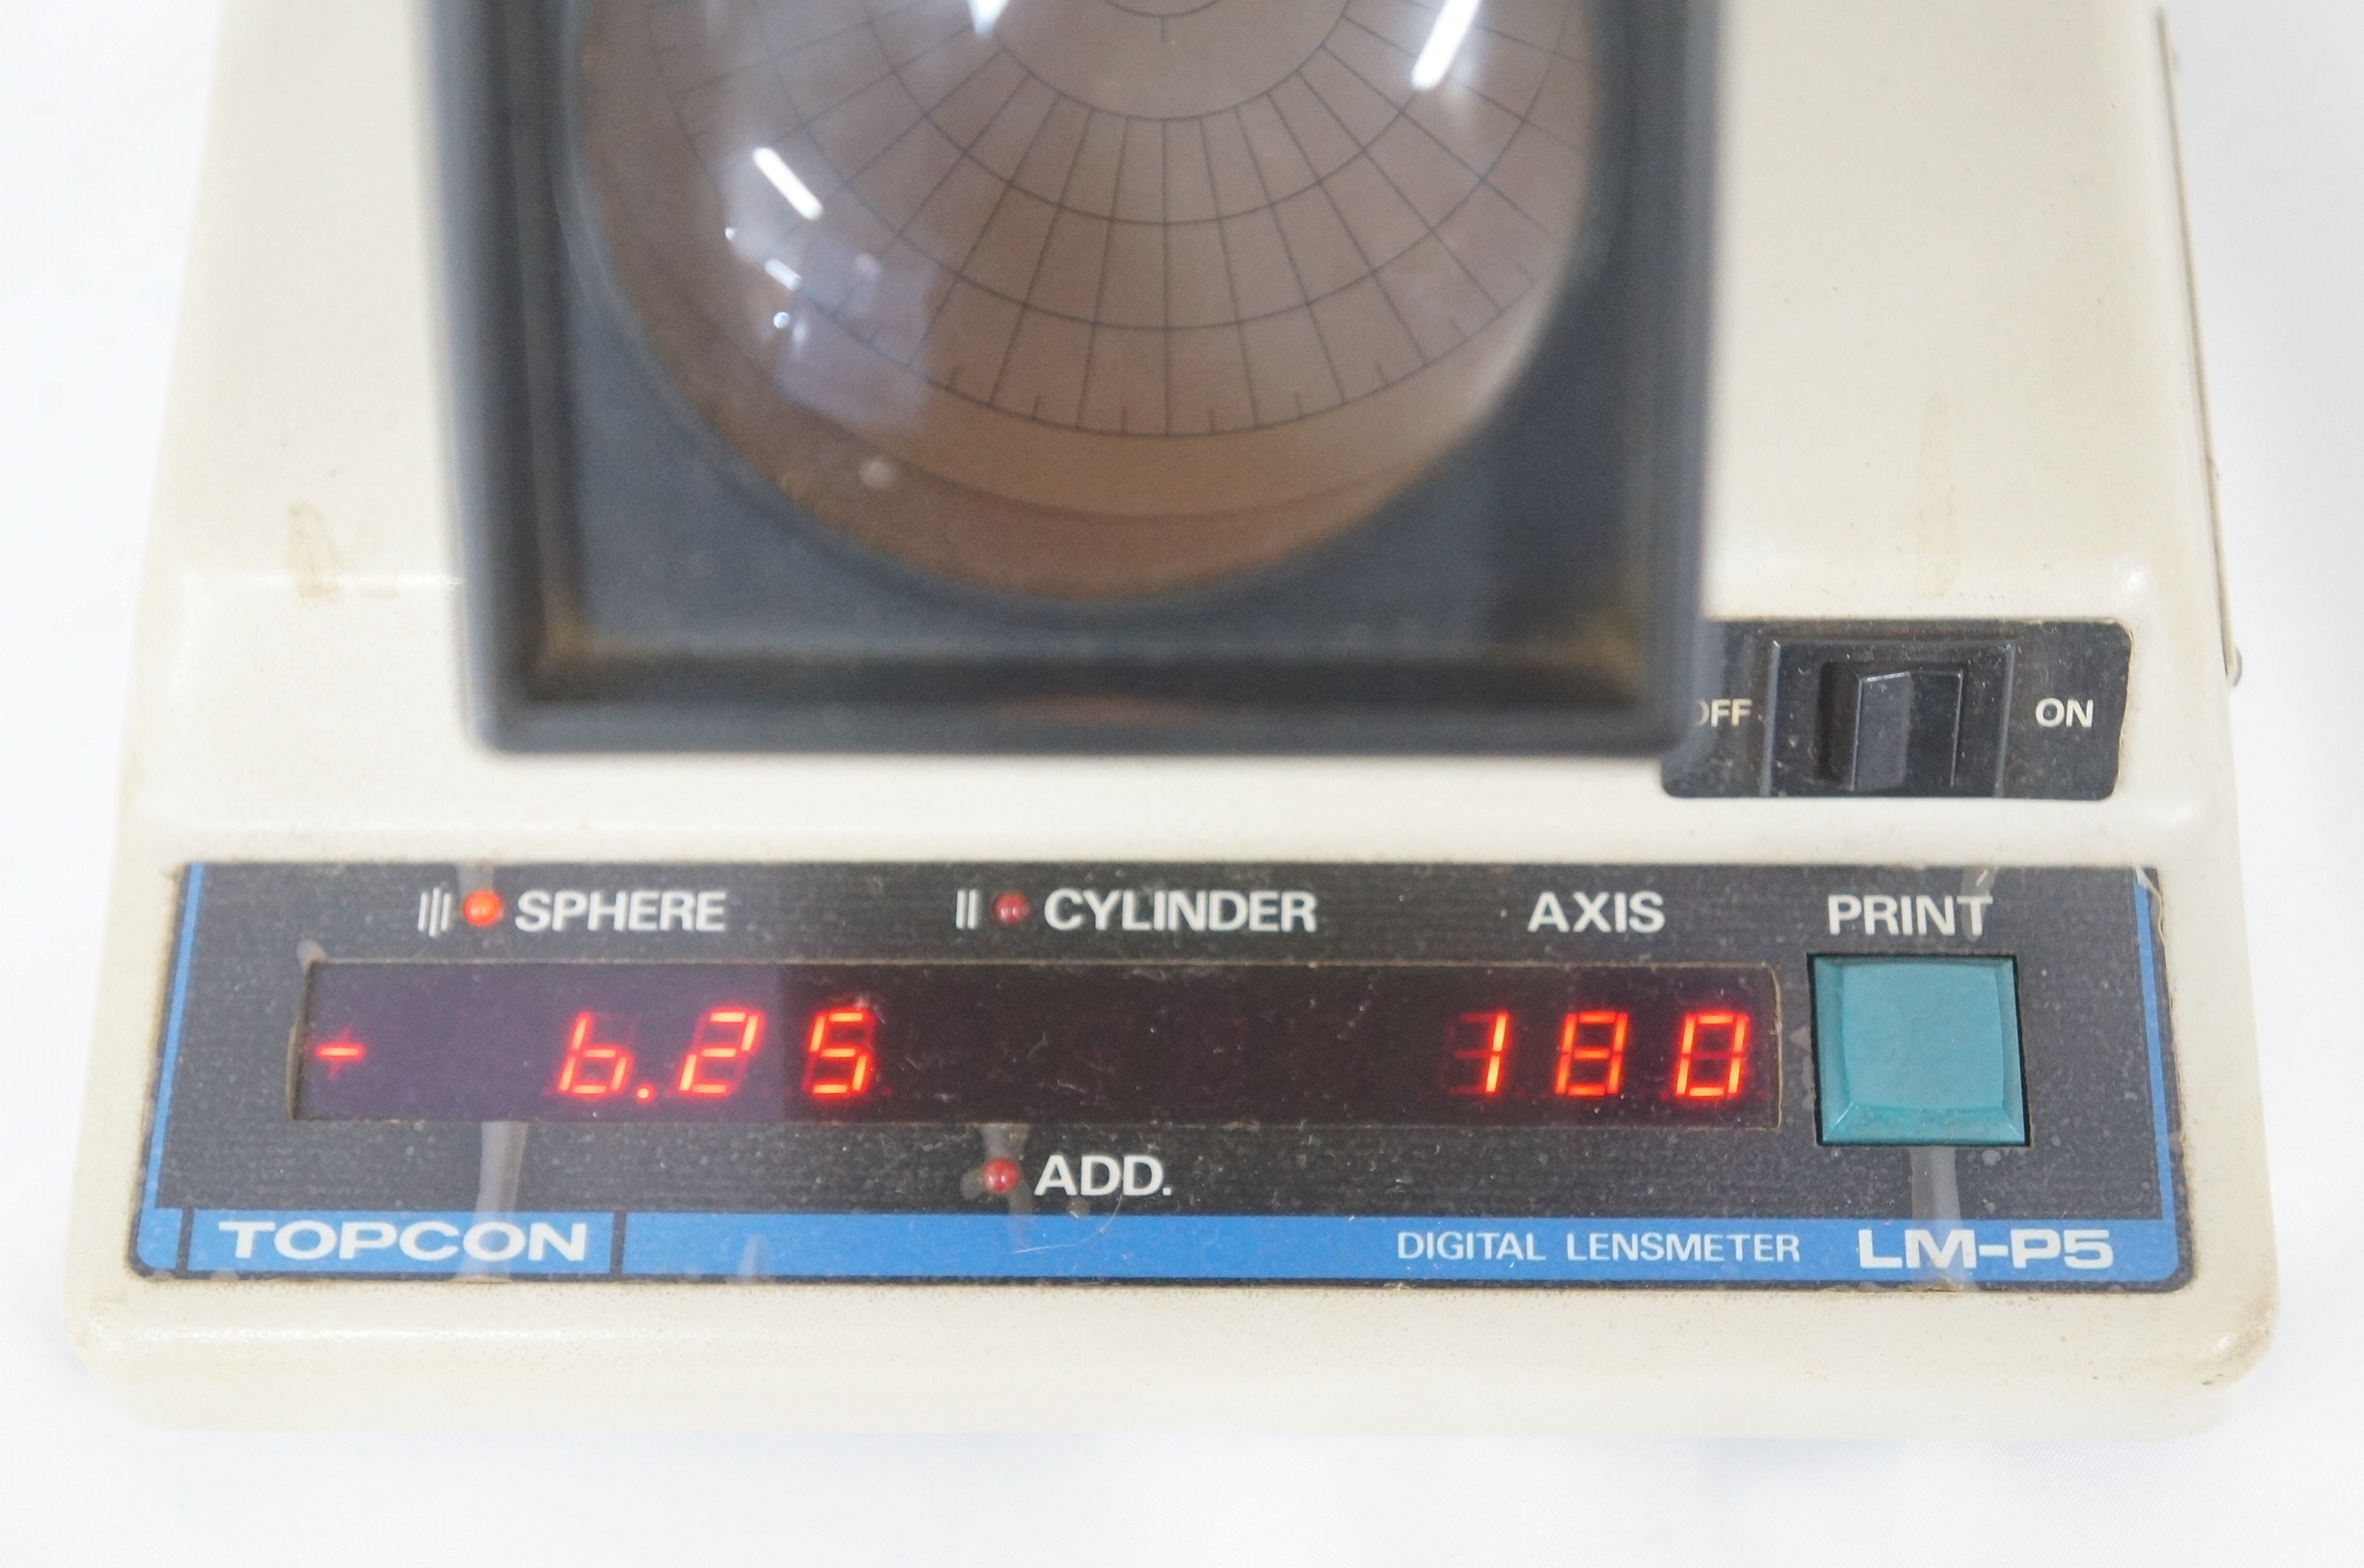 OFF ON
SPHERE CYLINDER AXIS PRINT
- 6.25 180
ADD.
TOPCON DIGITAL LENSMETER LM-P5